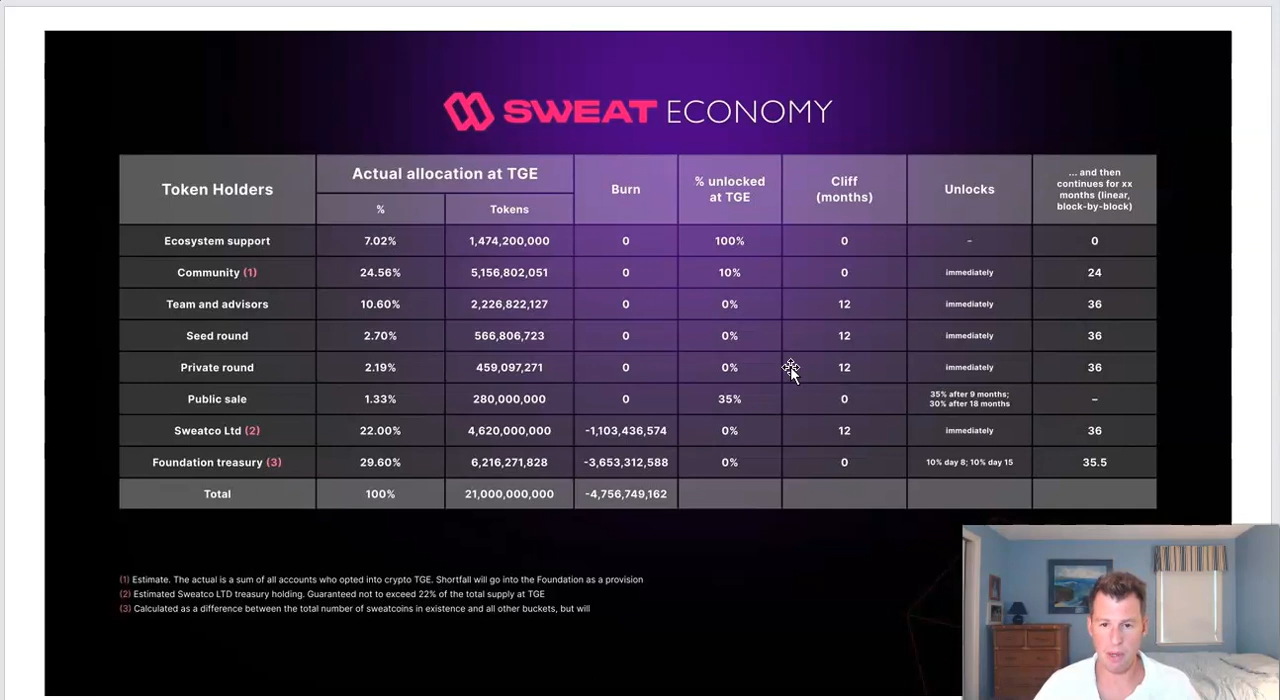 SWEAT ECONOMY
Token Holders
Actual allocation at TGE
%
Tokens
Burn
% unlocked
at TGE
Cliff
(months)
Unlocks
... and then
continues for xx
months (linear,
block-by-block)
Ecosystem support 7.02% 1,474,200,000 0 100% 0 - 0
Community (1) 24.56% 5,156,802,051 0 10% 0 immediately 24
Team and advisors 10.60% 2,226,822,127 0 0% 12 immediately 36
Seed round 2.70% 566,806,723 0 0% 12 immediately 36
Private round 2.19% 459,097,271 0 0% 12 immediately 36
Public sale 1.33% 280,000,000 0 35% 0 35% after 9 months; –
30% after 18 months
Sweatco Ltd (2) 22.00% 4,620,000,000 -1,103,436,574 0% 12 immediately 36
Foundation treasury (3) 29.60% 6,216,271,828 -3,653,312,588 0% 0 10% day 8; 10% day 15 35.5
Total 100% 21,000,000,000 -4,756,749,162
(1) Estimate. The actual is a sum of all accounts who opted into crypto TGE. Shortfall will go into the Foundation as a provision
(2) Estimated Sweatco LTD treasury holding. Guaranteed not to exceed 22% of the total supply at TGE
(3) Calculated as a difference between the total number of sweatcoins in existence and all other buckets, but will